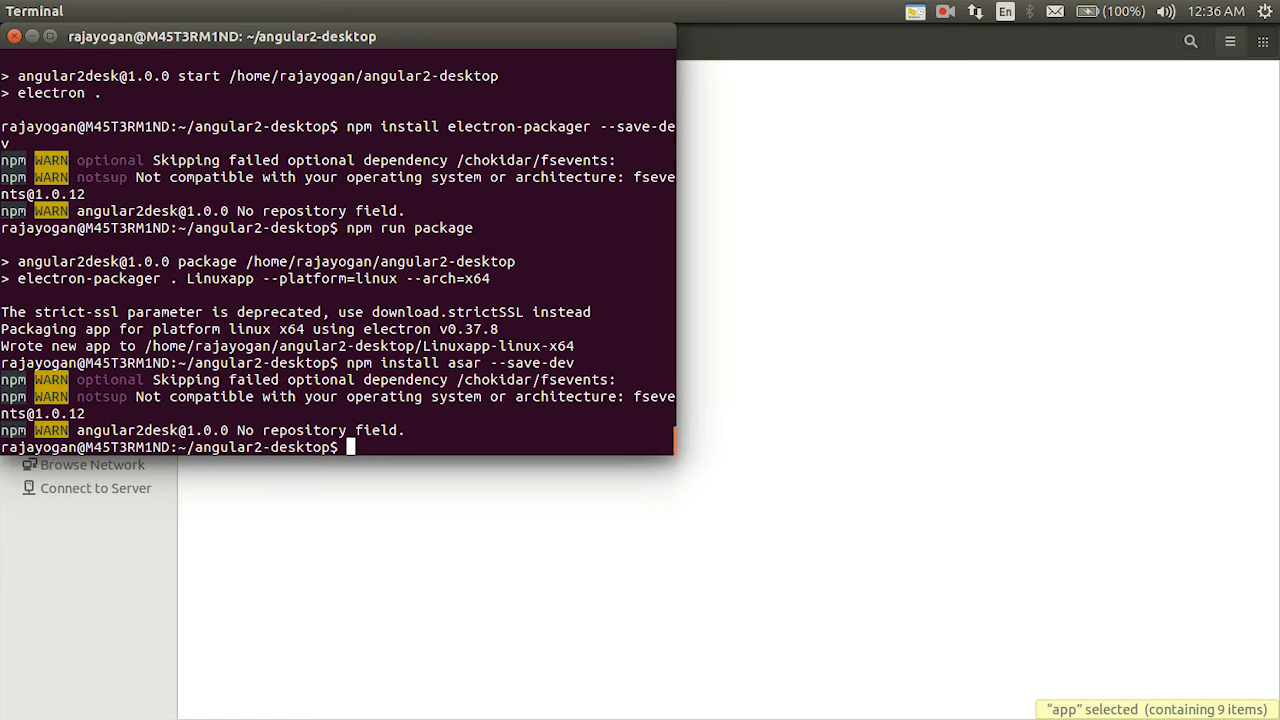 Terminal
En
(100%)
12:36 AM
rajayogan@M45T3RM1ND: ~/angular2-desktop
> angular2desk@1.0.0 start /home/rajayogan/angular2-desktop
> electron .
rajayogan@M45T3RM1ND:~/angular2-desktop$ npm install electron-packager --save-de
v
npm WARN optional Skipping failed optional dependency /chokidar/fsevents:
npm WARN notsup Not compatible with your operating system or architecture: fseve
nts@1.0.12
npm WARN angular2desk@1.0.0 No repository field.
rajayogan@M45T3RM1ND:~/angular2-desktop$ npm run package
> angular2desk@1.0.0 package /home/rajayogan/angular2-desktop
> electron-packager . Linuxapp --platform=linux --arch=x64
The strict-ssl parameter is deprecated, use download.strictSSL instead
Packaging app for platform linux x64 using electron v0.37.8
Wrote new app to /home/rajayogan/angular2-desktop/Linuxapp-linux-x64
rajayogan@M45T3RM1ND:~/angular2-desktop$ npm install asar --save-dev
npm WARN optional Skipping failed optional dependency /chokidar/fsevents:
npm WARN notsup Not compatible with your operating system or architecture: fseve
nts@1.0.12
npm WARN angular2desk@1.0.0 No repository field.
rajayogan@M45T3RM1ND:~/angular2-desktop$
Browse Network
Connect to Server
“app” selected (containing 9 items)